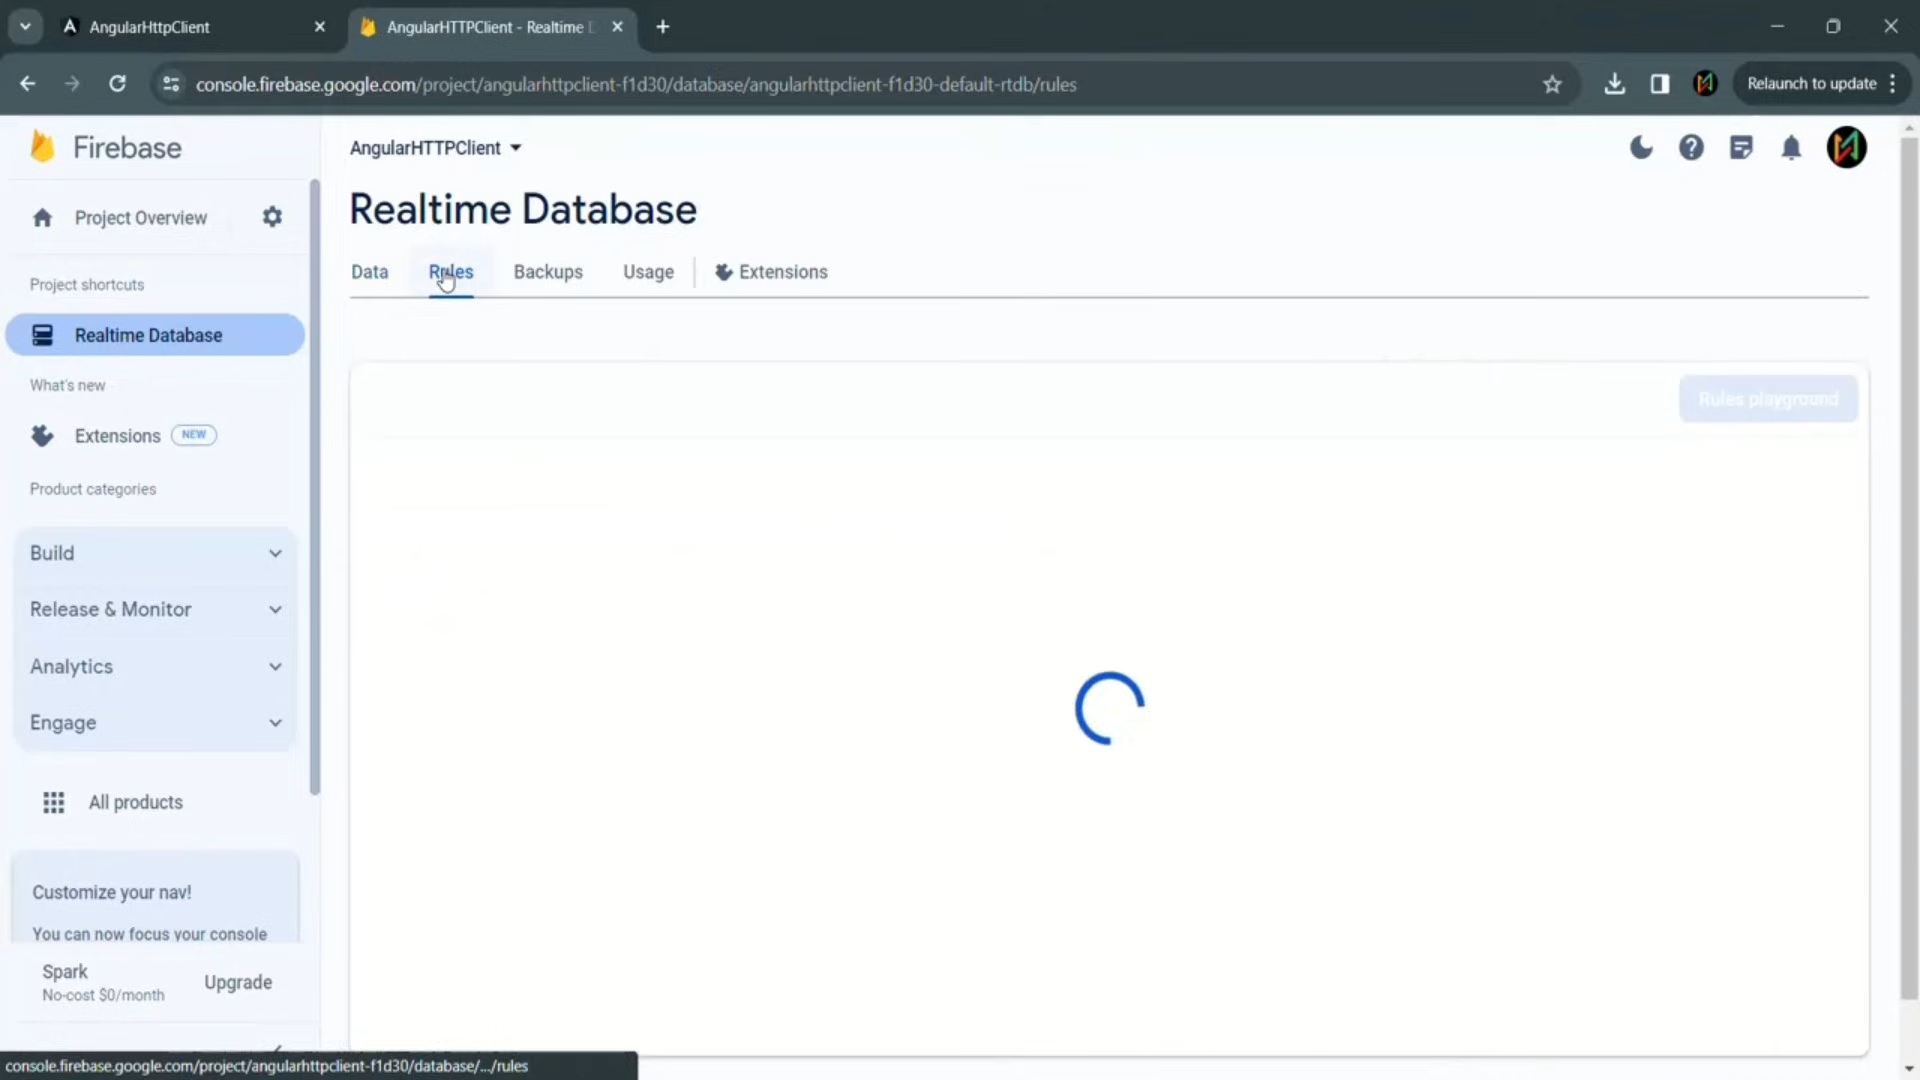 AngularHttpClient
AngularHTTPClient - Realtime D
console.firebase.google.com/project/angularhttpclient-f1d30/database/angularhttpclient-f1d30-default-rtdb/rules
Relaunch to update
Firebase
AngularHTTPClient
Project Overview
Realtime Database
Project shortcuts
Data
Rules
Backups
Usage
Extensions
Realtime Database
What's new
Extensions
NEW
Rules playground
Product categories
Build
Release & Monitor
Analytics
Engage
All products
Customize your nav!
You can now focus your console
Spark
No-cost $0/month
Upgrade
console.firebase.google.com/project/angularhttpclient-f1d30/database/.../rules